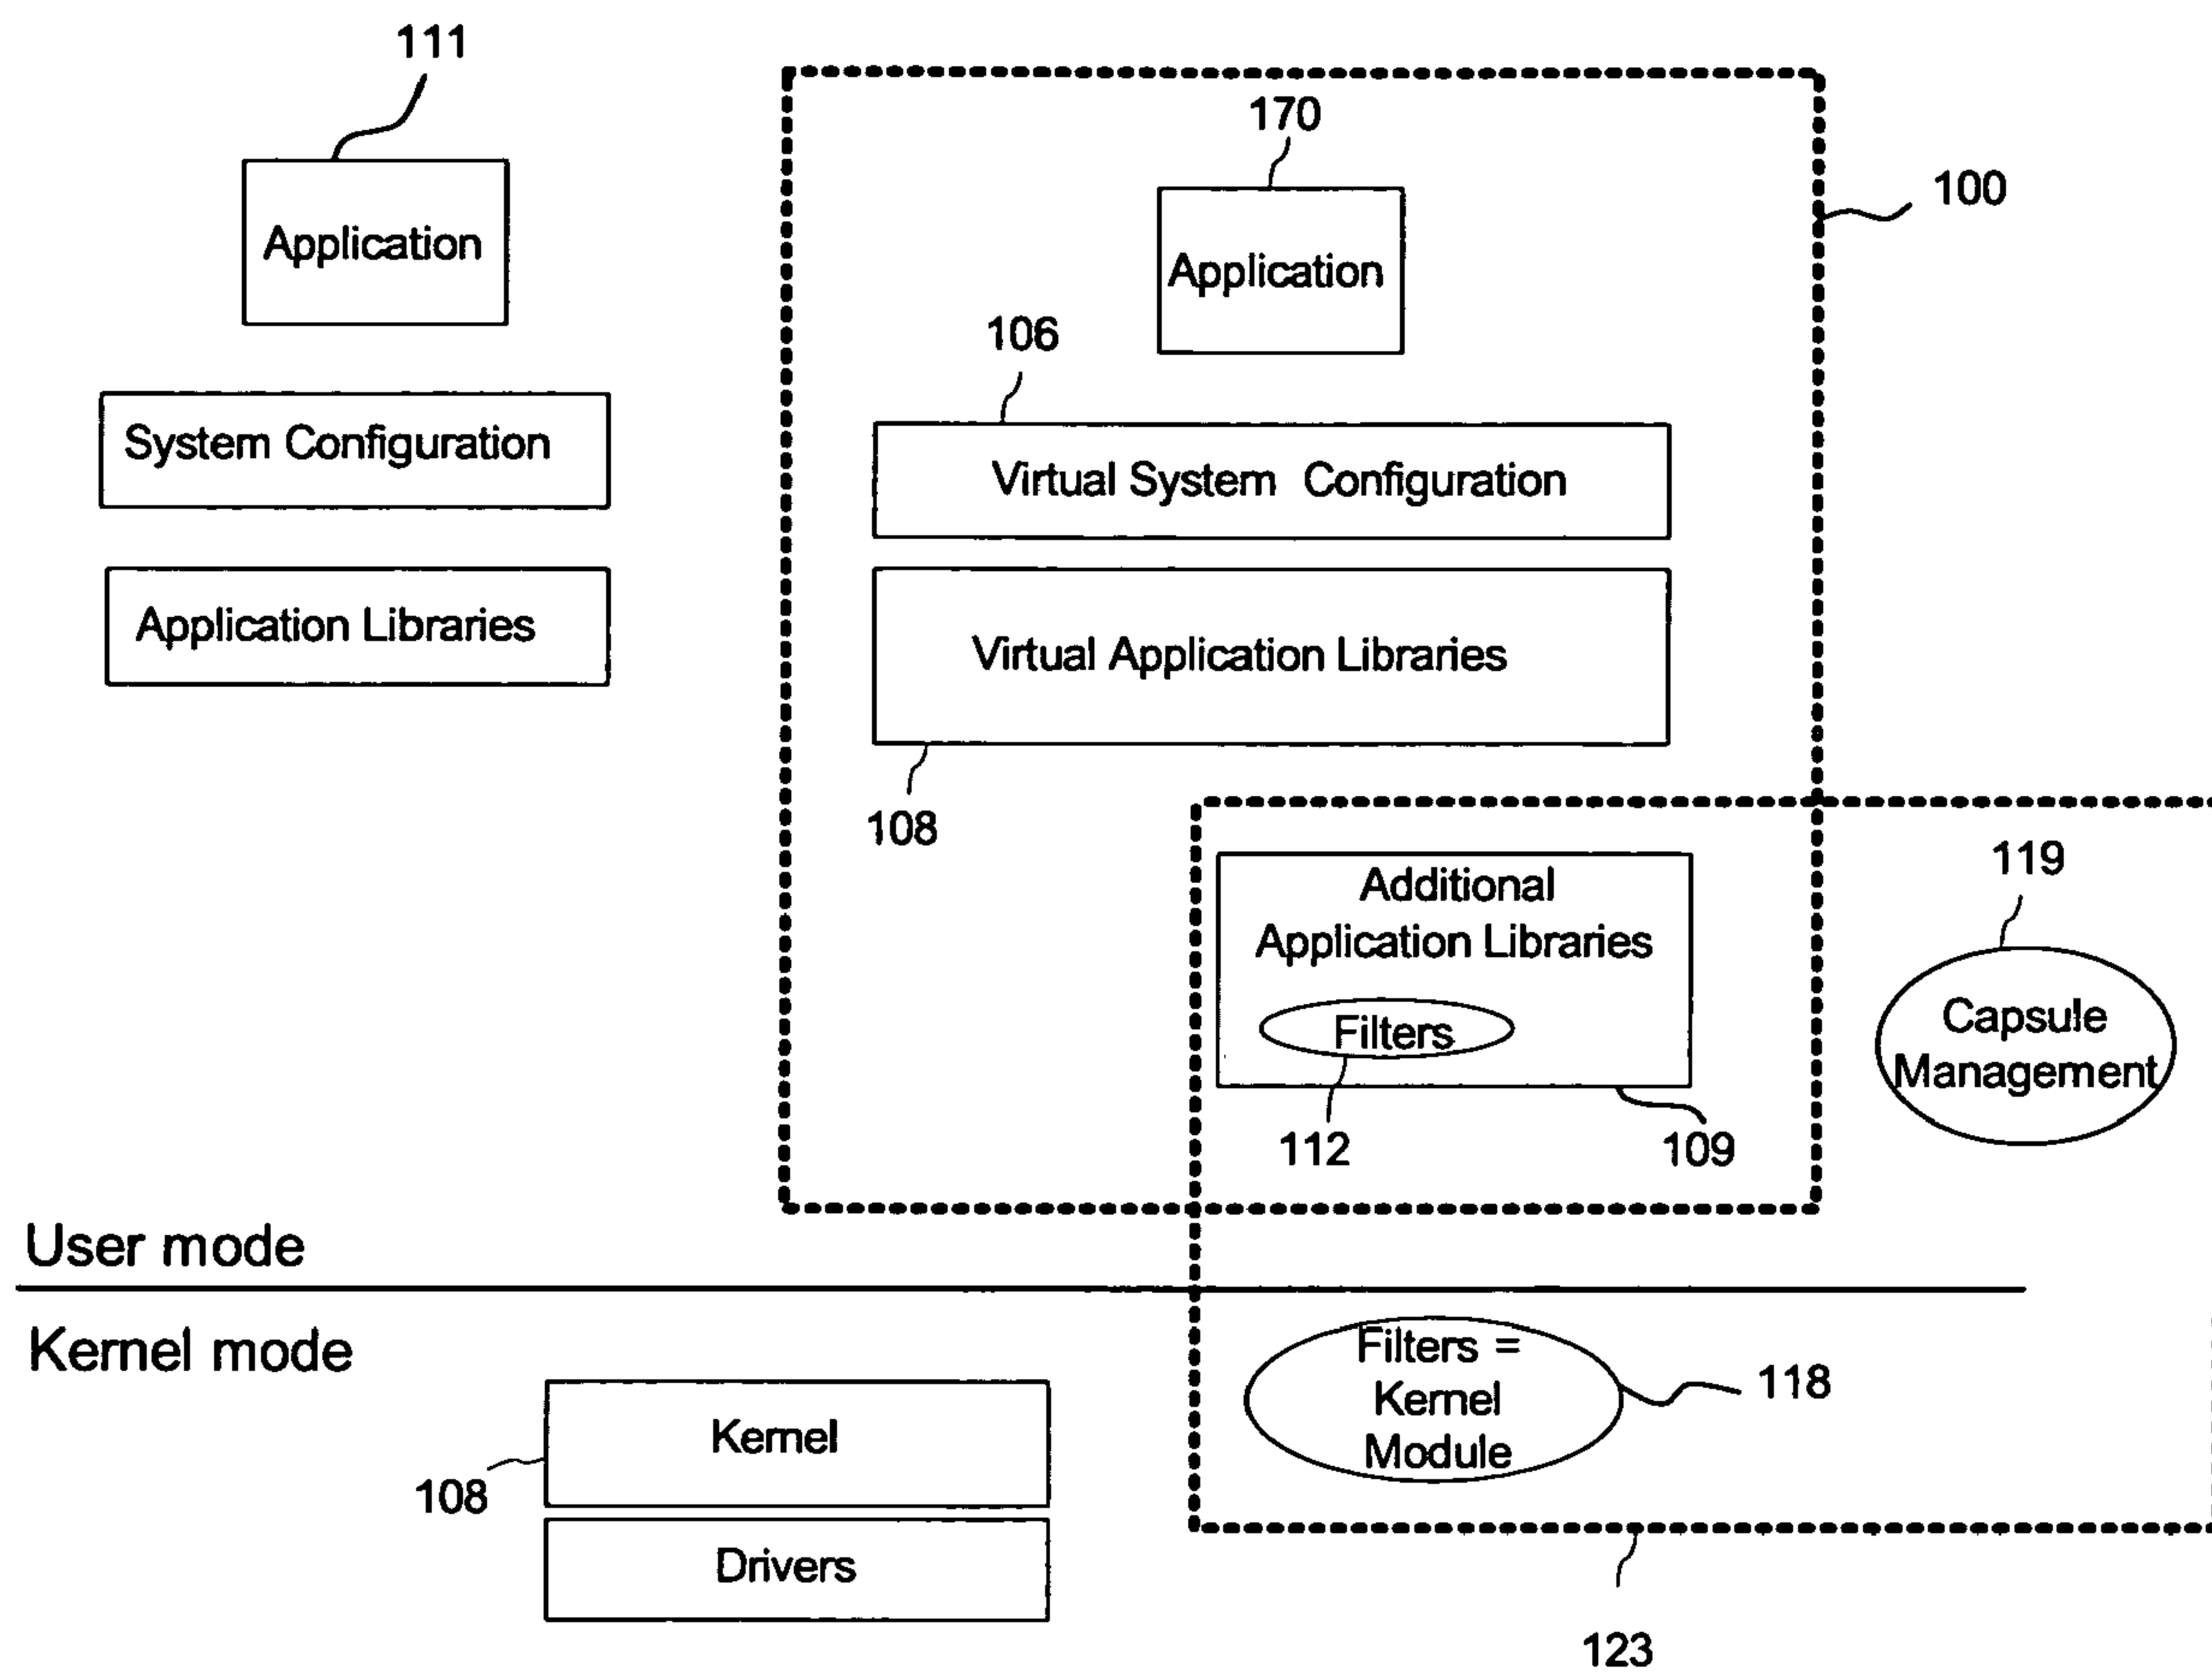 111
Application
System Configuration
Application Libraries
170
Application
100
106
Virtual System Configuration
Virtual Application Libraries
108
Additional
Application Libraries
Filters
112
109
119
Capsule
Management
User mode
Kernel mode
Kernel
108
Drivers
Filters =
Kernel
Module
118
123